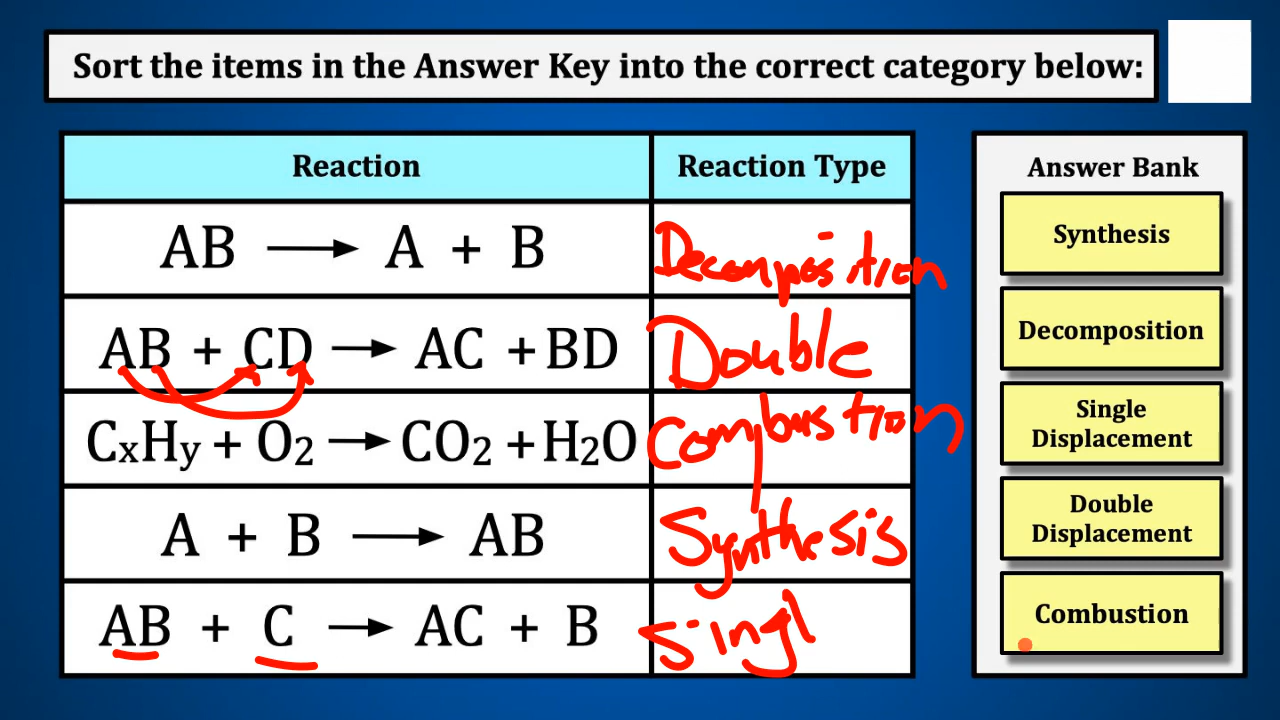 Sort the items in the Answer Key into the correct category below:
Reaction
Reaction Type
AB ⟶ A + B
Decomposition
AB + CD ⟶ AC + BD
Double
CxHy + O2 ⟶ CO2 + H2O
Combustion
A + B ⟶ AB
Synthesis
AB + C ⟶ AC + B
Singl
Answer Bank
Synthesis
Decomposition
Single
Displacement
Double
Displacement
Combustion